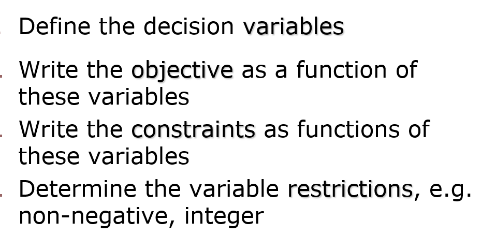 Define the decision variables
Write the objective as a function of
these variables
Write the constraints as functions of
these variables
Determine the variable restrictions, e.g.
non-negative, integer